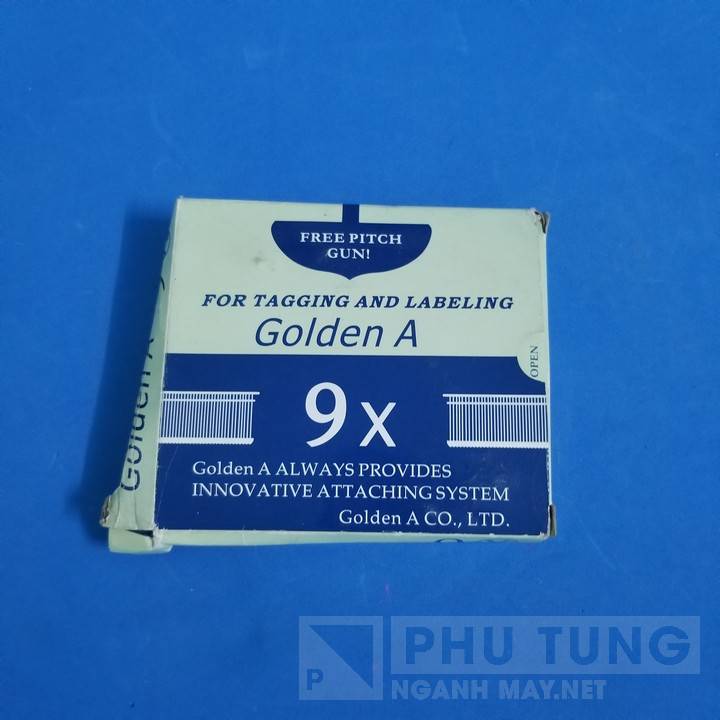 FREE PITCH
GUN!
FOR TAGGING AND LABELING
Golden A
OPEN
9x
Golden A ALWAYS PROVIDES
INNOVATIVE ATTACHING SYSTEM
Golden A CO., LTD.
Golden A
P
PHU TUNG
NGANH MAY.NET